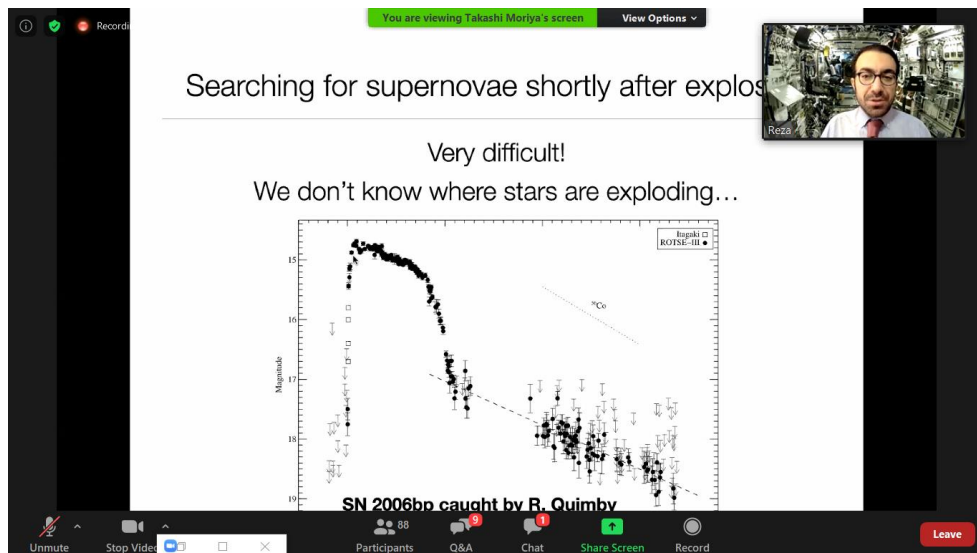 Recordi
You are viewing Takashi Moriya's screen
View Options
Searching for supernovae shortly after explos
Reza
Very difficult!
We don't know where stars are exploding…
Itagaki
ROTSE-III
15
16
17
18
19
Magnitude
56Co
SN 2006bp caught by R. Quimby
Unmute
Stop Video
88
Participants
9
Q&A
1
Chat
Share Screen
Record
Leave